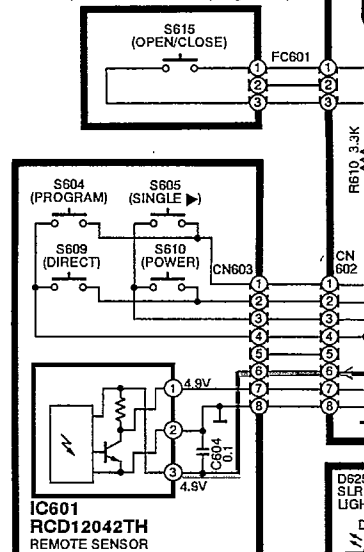 S615
(OPEN/CLOSE)
FC601
1 1
2 2
3 3
R610 3.3K
S604 S605
(PROGRAM) (SINGLE ▶)
S609 S610
(DIRECT) (POWER)
CN603
CN
602
1 1
2 2
3 3
4 4
5 5
6 6
7 7
8 8
1 4.9V
2
C604
0.1
3
4.9V
IC601
RCD12042TH
REMOTE SENSOR
D625
SLR
LIGH